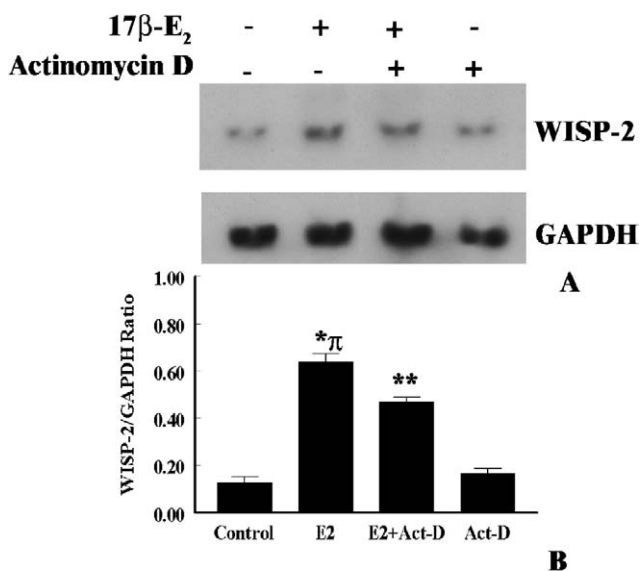 17β-E₂ - + + -
Actinomycin D - - + +
WISP-2
GAPDH
A
WISP-2/GAPDH Ratio
1.00
0.80
0.60
0.40
0.20
0.00
*π
**
Control E2 E2+Act-D Act-D
B